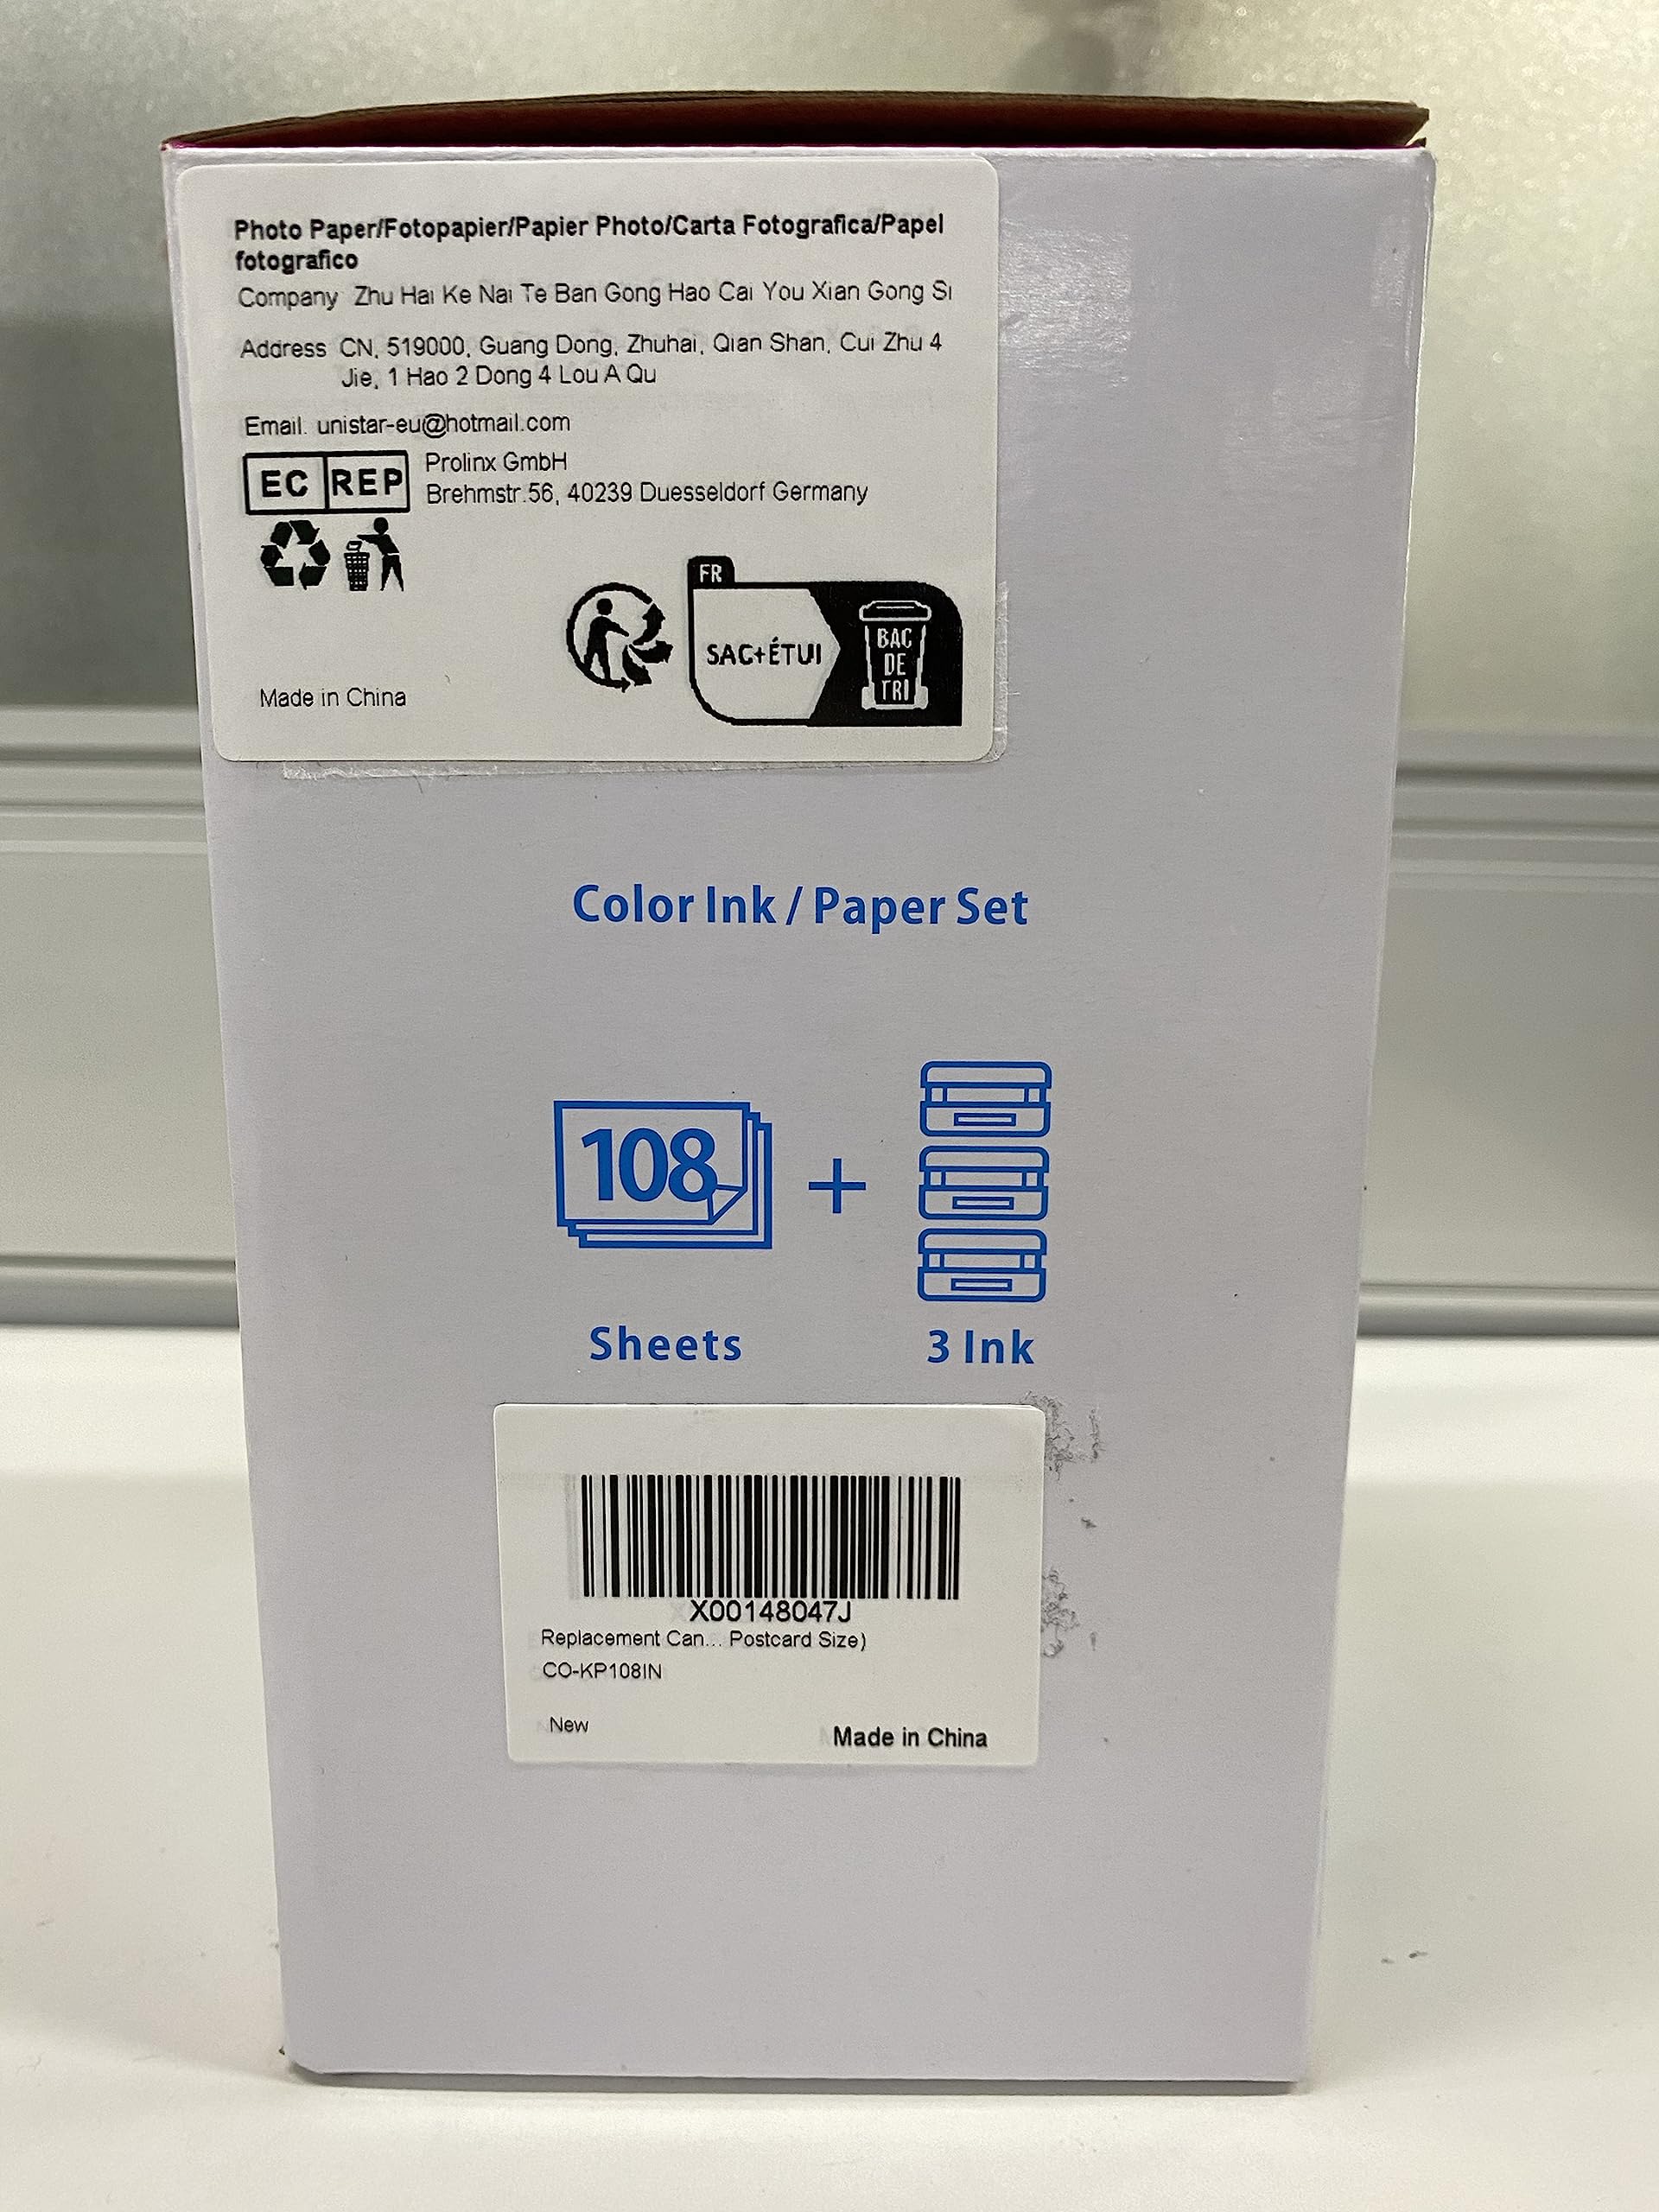 Photo Paper/Fotopapier/Papier Photo/Carta Fotografica/Papel
fotografico
Company Zhu Hai Ke Nai Te Ban Gong Hao Cai You Xian Gong Si
Address CN, 519000, Guang Dong, Zhuhai, Qian Shan, Cui Zhu 4
Jie, 1 Hao 2 Dong 4 Lou A Qu
Email. unistar-eu@hotmail.com
EC REP
Prolinx GmbH
Brehmstr.56, 40239 Duesseldorf Germany
FR
SAC+ÉTUI
BAC
DE
TRI
Made in China
Color Ink / Paper Set
108
+
Sheets
3 Ink
X00148047J
Replacement Can... Postcard Size)
CO-KP108IN
New
Made in China